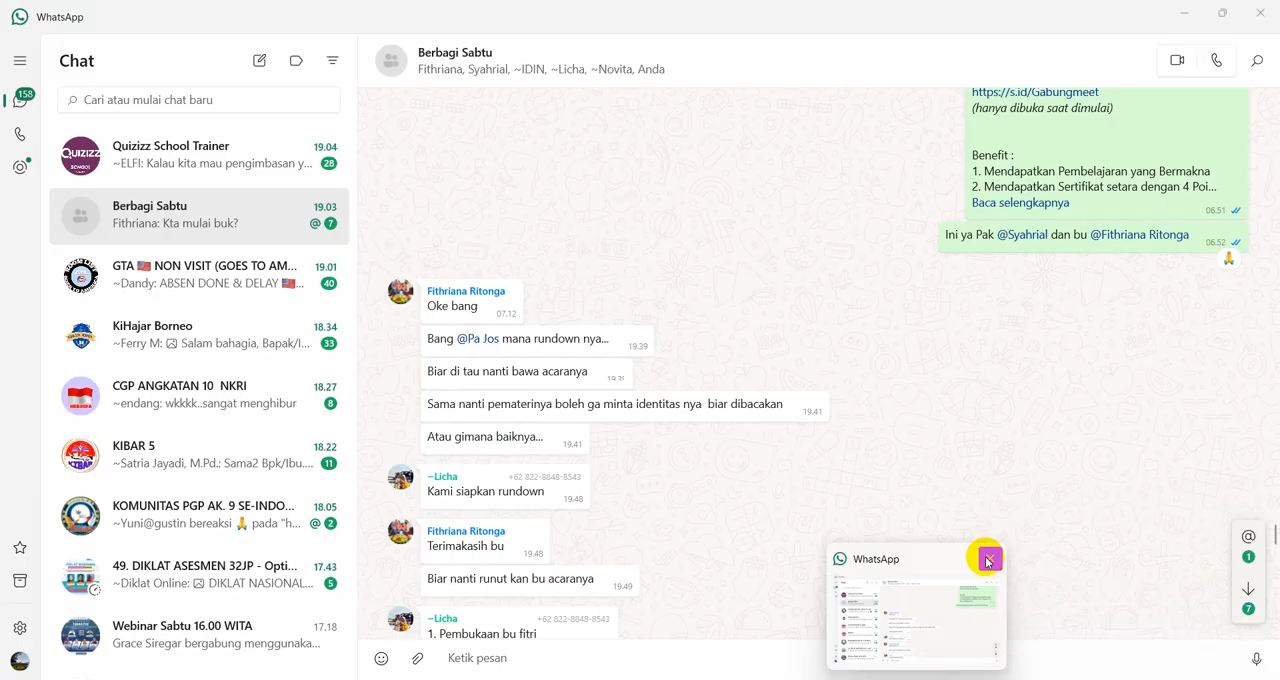 WhatsApp
158
Chat
Cari atau mulai chat baru
Quizizz School Trainer
19.04
~ELFI: Kalau kita mau pengimbasan y...
28
Berbagi Sabtu
19.03
Fithriana: Kta mulai buk?
@ 7
GTA 🇺🇸 NON VISIT (GOES TO AM...
19.01
~Dandy: ABSEN DONE & DELAY 🇺🇸...
40
KiHajar Borneo
18.34
~Ferry M: Salam bahagia, Bapak/I...
33
CGP ANGKATAN 10 NKRI
18.27
~endang: wkkkk..sangat menghibur
8
KIBAR 5
18.22
~Satria Jayadi, M.Pd.: Sama2 Bpk/Ibu....
11
KOMUNITAS PGP AK. 9 SE-INDO...
18.05
~Yuni@gustin bereaksi 🙏 pada "h...
@ 2
49. DIKLAT ASESMEN 32JP - G...
17.43
~Diklat Online: DIKLAT NASIONAL...
5
Webinar Sabtu 16.00 WITA
17.18
QUIZIZZ
SCHOOL
Berbagi Sabtu
Fithriana, Syahrial, ~IDIN, ~Licha, ~Novita, Anda
https://s.id/Gabungmeet
(hanya dibuka saat dimulai)
Benefit :
1. Mendapatkan Pembelajaran yang Bermakna
2. Mendapatkan Sertifikat setara dengan 4 Poi...
Baca selengkapnya
06.51
Ini ya Pak @Syahrial dan bu @Fithriana Ritonga
06.52
🙏
Fithriana Ritonga
Oke bang
07.12
Bang @Pa Jos mana rundown nya...
19.39
Biar di tau nanti bawa acaranya
19.39
Sama nanti pematerinya boleh ga minta identitas nya biar dibacakan
19.41
Atau gimana baiknya...
19.41
~Licha
+62 822-8848-8543
Kami siapkan rundown
19.48
Fithriana Ritonga
Terimakasih bu
19.48
Biar nanti runut kan bu acaranya
19.49
~Licha
+62 822-8848-8543
1. Pembukaan bu fitri
WhatsApp
@
1
7
Ketik pesan